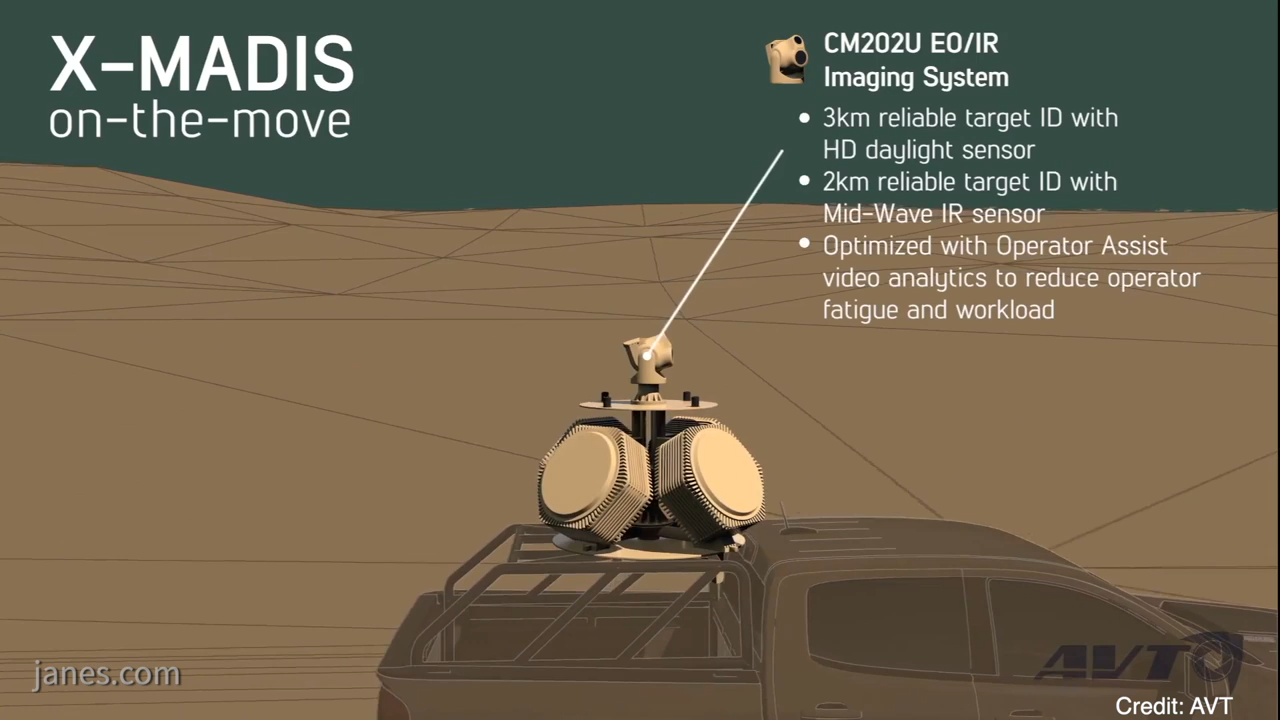 X-MADIS
on-the-move
CM202U EO/IR
Imaging System
• 3km reliable target ID with
HD daylight sensor
• 2km reliable target ID with
Mid-Wave IR sensor
• Optimized with Operator Assist
video analytics to reduce operator
fatigue and workload
janes.com
AVT
Credit: AVT